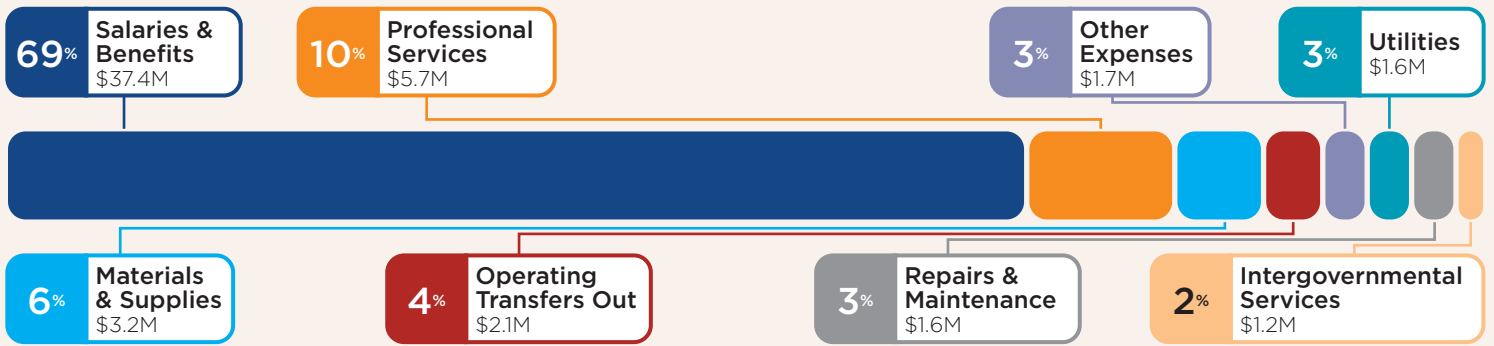 69%
Salaries &
Benefits
$37.4M
10%
Professional
Services
$5.7M
3%
Other
Expenses
$1.7M
3%
Utilities
$1.6M
6%
Materials
& Supplies
$3.2M
4%
Operating
Transfers Out
$2.1M
3%
Repairs &
Maintenance
$1.6M
2%
Intergovernmental
Services
$1.2M